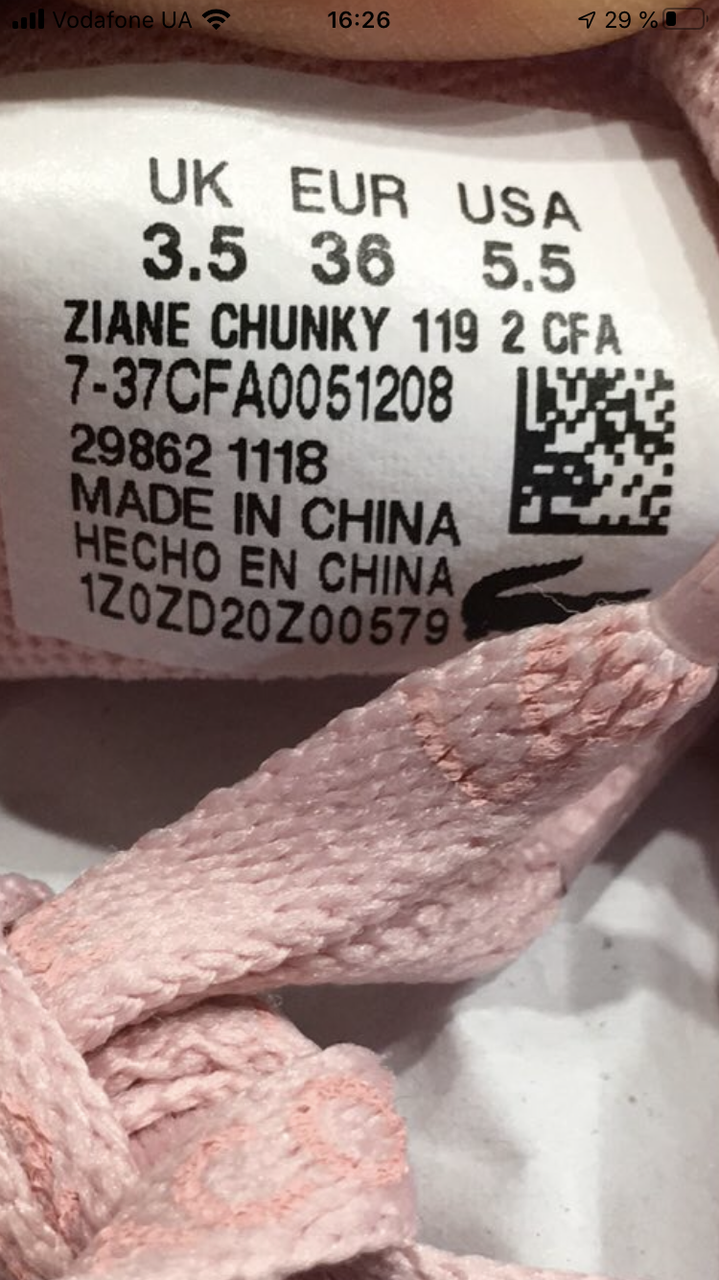 Vodafone UA 16:26 29 %
UK EUR USA
3.5 36 5.5
ZIANE CHUNKY 119 2 CFA
7-37CFA0051208
29862 1118
MADE IN CHINA
HECHO EN CHINA
1Z0ZD20Z00579